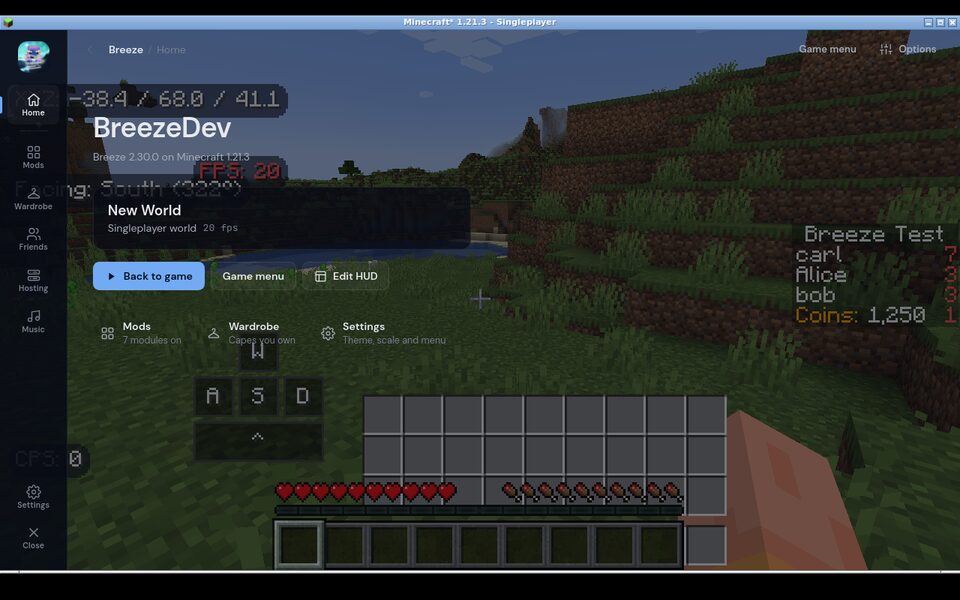 Minecraft* 1.21.3 - Singleplayer
Breeze / Home
Game menu
Options
-38.4 / 68.0 / 41.1
Home
BreezeDev
Breeze 2.30.0 on Minecraft 1.21.3
Mods
FPS: 20
Facing: South (322°)
Wardrobe
New World
Singleplayer world 20 fps
Friends
Breeze Test
carl 7
Alice 3
bob 3
Coins: 1,250 1
Hosting
Back to game
Game menu
Edit HUD
Music
Mods
7 modules on
Wardrobe
Capes you own
Settings
Theme, scale and menu
W
A S D
^
CPS: 0
Settings
Close